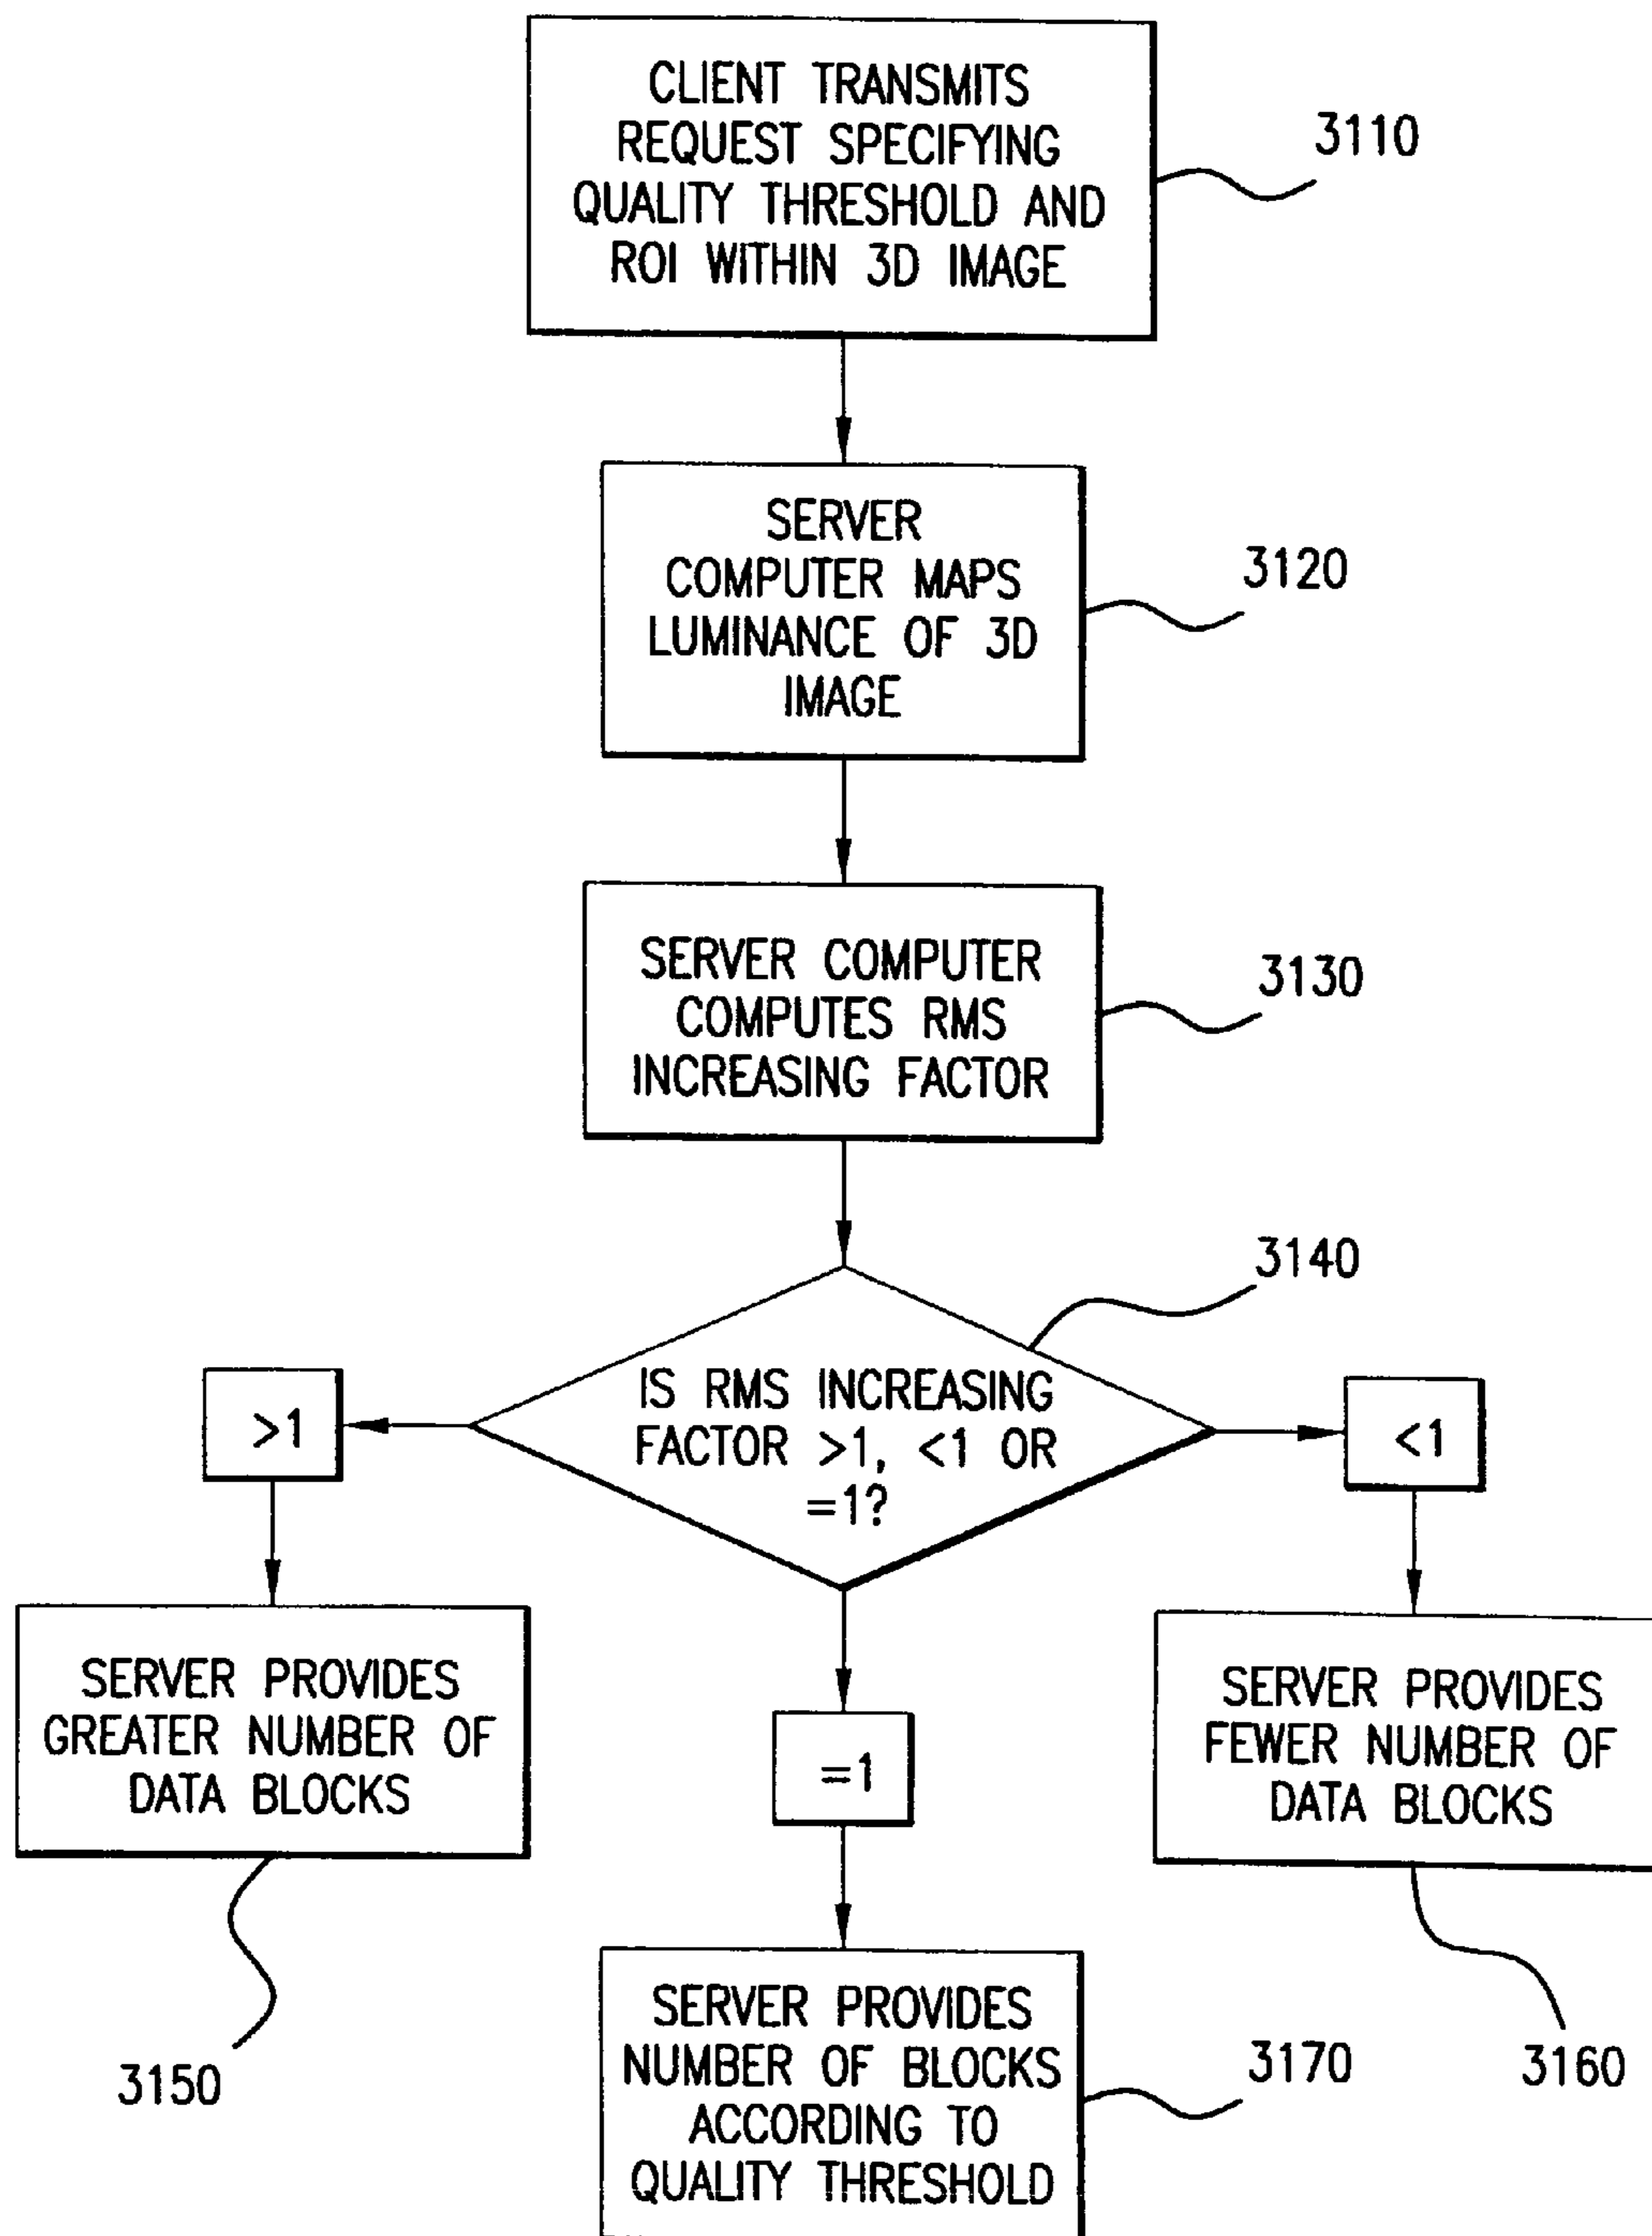 CLIENT TRANSMITS
REQUEST SPECIFYING
QUALITY THRESHOLD AND
ROI WITHIN 3D IMAGE
3110
SERVER
COMPUTER MAPS
LUMINANCE OF 3D
IMAGE
3120
SERVER COMPUTER
COMPUTES RMS
INCREASING FACTOR
3130
3140
IS RMS INCREASING
FACTOR >1, <1 OR
=1?
>1
<1
SERVER PROVIDES
GREATER NUMBER OF
DATA BLOCKS
3150
=1
SERVER PROVIDES
FEWER NUMBER OF
DATA BLOCKS
3160
SERVER PROVIDES
NUMBER OF BLOCKS
ACCORDING TO
QUALITY THRESHOLD
3170